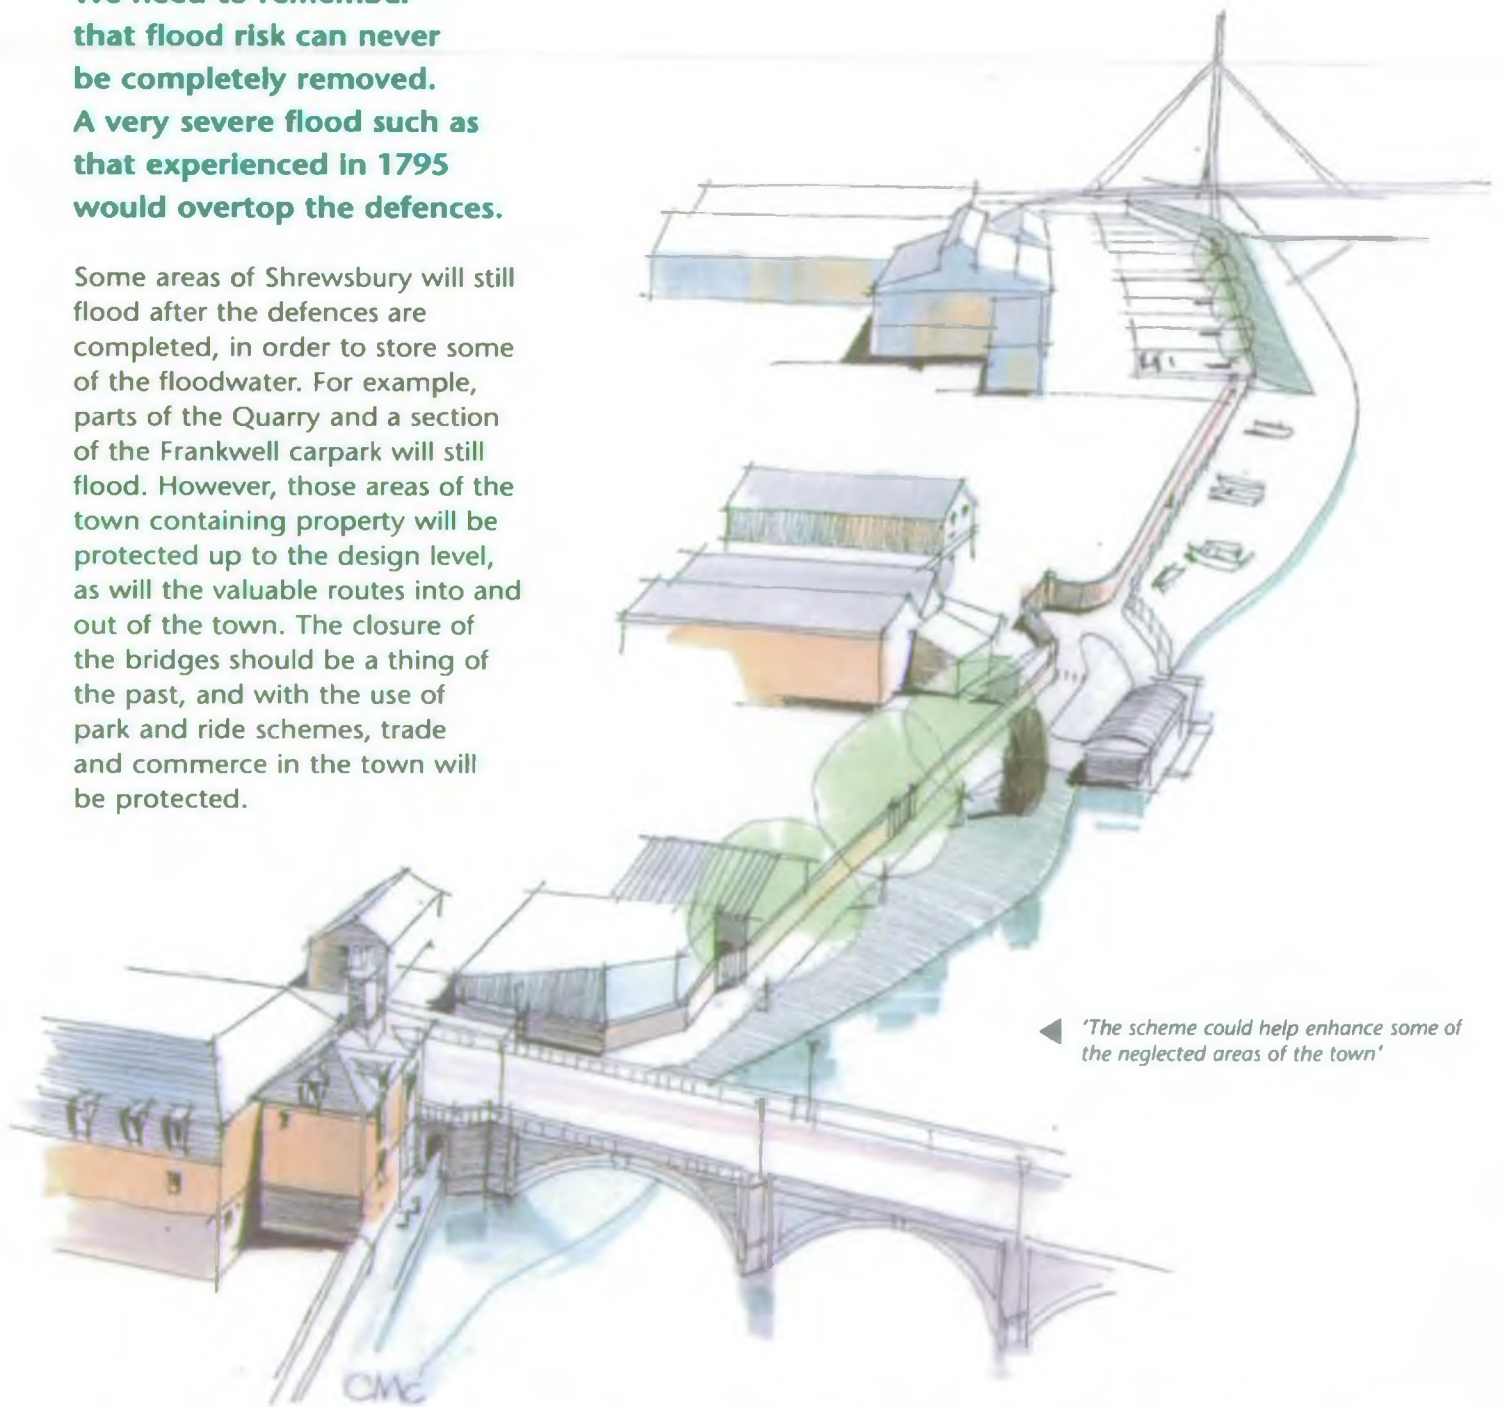 We need to remember
that flood risk can never
be completely removed.
A very severe flood such as
that experienced in 1795
would overtop the defences.
Some areas of Shrewsbury will still
flood after the defences are
completed, in order to store some
of the floodwater. For example,
parts of the Quarry and a section
of the Frankwell carpark will still
flood. However, those areas of the
town containing property will be
protected up to the design level,
as will the valuable routes into and
out of the town. The closure of
the bridges should be a thing of
the past, and with the use of
park and ride schemes, trade
and commerce in the town will
be protected.
'The scheme could help enhance some of
the neglected areas of the town'
CMc